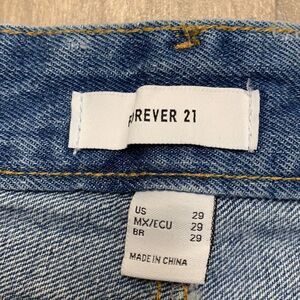 FOREVER 21
US 29
MX/ECU 29
BR 29
MADE IN CHINA